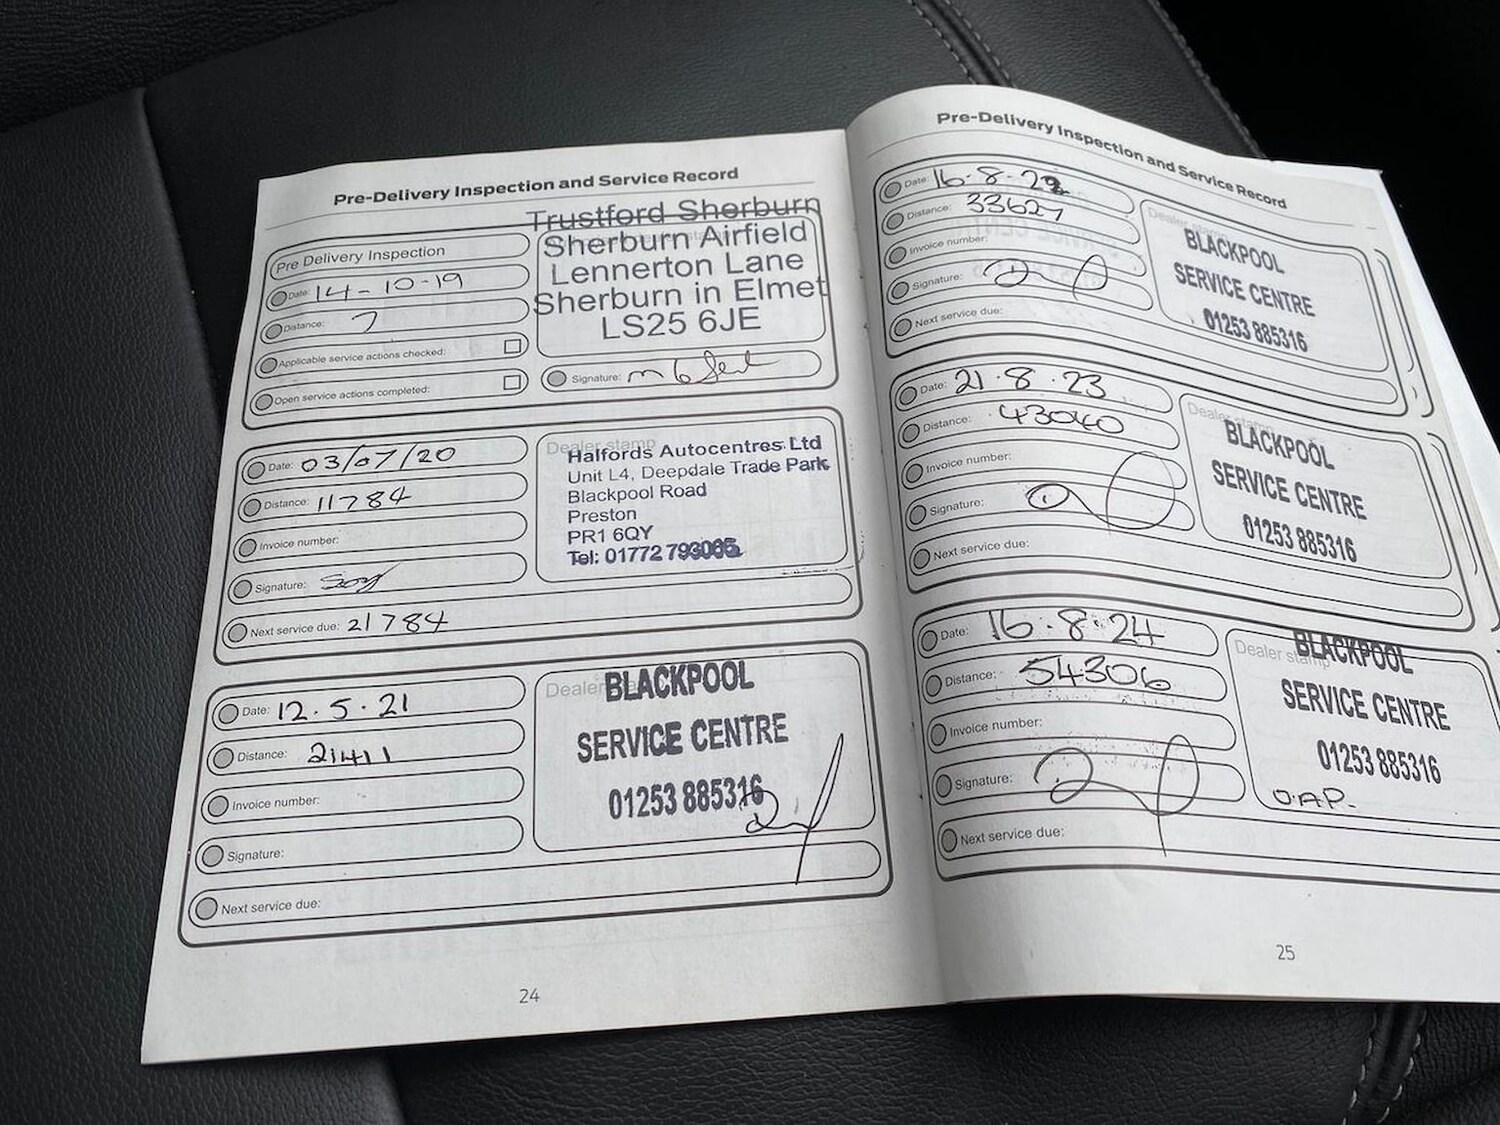 Pre-Delivery Inspection and Service Record
Trustford Sherburn
Sherburn Airfield
Lennerton Lane
Sherburn in Elmet
LS25 6JE
Pre Delivery Inspection
Date: 14-10-19
Distance: 7
Applicable service actions checked:
Open service actions completed:
Signature:
Date: 03/07/20
Distance: 11784
Invoice number:
Signature:
Next service due: 21784
Dealer stamp
Halfords Autocentres Ltd
Unit L4, Deepdale Trade Park
Blackpool Road
Preston
PR1 6QY
Tel: 01772 793065
Date: 12.5.21
Distance: 21411
Invoice number:
Signature:
Next service due:
Dealer
BLACKPOOL
SERVICE CENTRE
01253 885316
24
Pre-Delivery Inspection and Service Record
Date: 16.8.22
Distance: 33627
Invoice number:
Signature:
Next service due:
Dealer stamp
BLACKPOOL
SERVICE CENTRE
01253 885316
Date: 21.8.23
Distance: 43040
Invoice number:
Signature:
Next service due:
Dealer stamp
BLACKPOOL
SERVICE CENTRE
01253 885316
Date: 16.8.24
Distance: 54306
Invoice number:
Signature:
Next service due:
Dealer stamp
BLACKPOOL
SERVICE CENTRE
01253 885316
O.A.P.
25